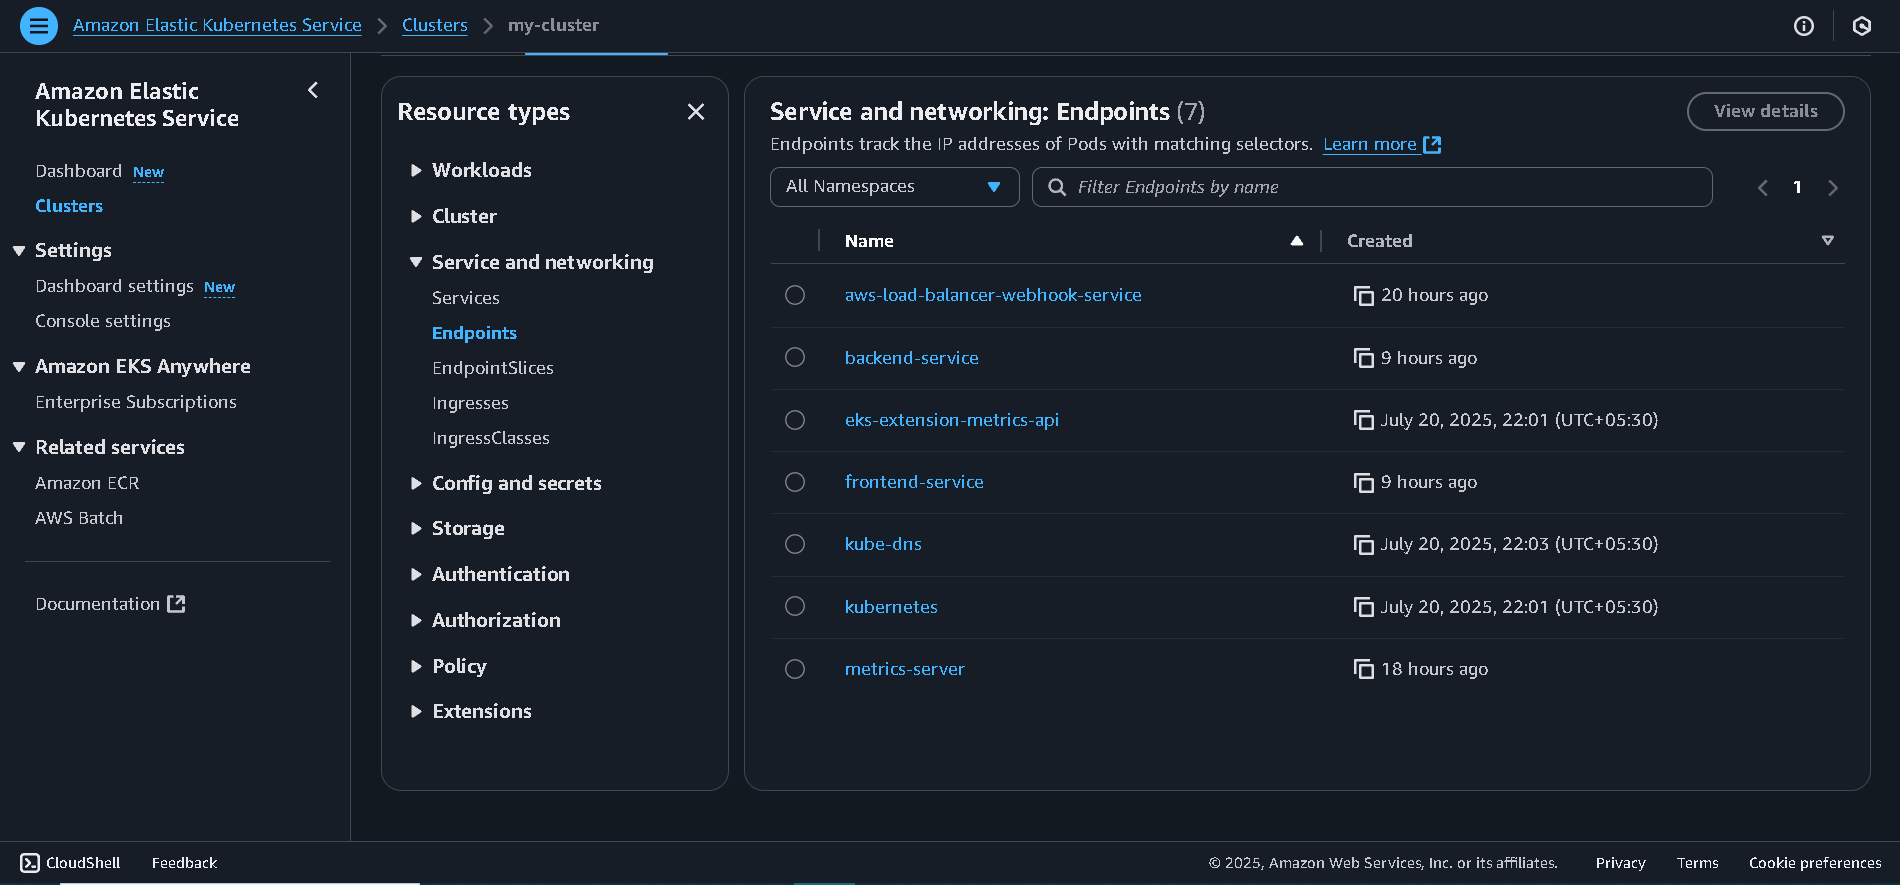 Amazon Elastic Kubernetes Service
Clusters
my-cluster
Amazon Elastic
Kubernetes Service
Dashboard New
Clusters
Settings
Dashboard settings New
Console settings
Amazon EKS Anywhere
Enterprise Subscriptions
Related services
Amazon ECR
AWS Batch
Documentation
Resource types
Workloads
Cluster
Service and networking
Services
Endpoints
EndpointSlices
Ingresses
IngressClasses
Config and secrets
Storage
Authentication
Authorization
Policy
Extensions
Service and networking: Endpoints (7)
View details
Endpoints track the IP addresses of Pods with matching selectors. Learn more
All Namespaces
Filter Endpoints by name
1
Name Created
aws-load-balancer-webhook-service 20 hours ago
backend-service 9 hours ago
eks-extension-metrics-api July 20, 2025, 22:01 (UTC+05:30)
frontend-service 9 hours ago
kube-dns July 20, 2025, 22:03 (UTC+05:30)
kubernetes July 20, 2025, 22:01 (UTC+05:30)
metrics-server 18 hours ago
CloudShell Feedback © 2025, Amazon Web Services, Inc. or its affiliates. Privacy Terms Cookie preferences